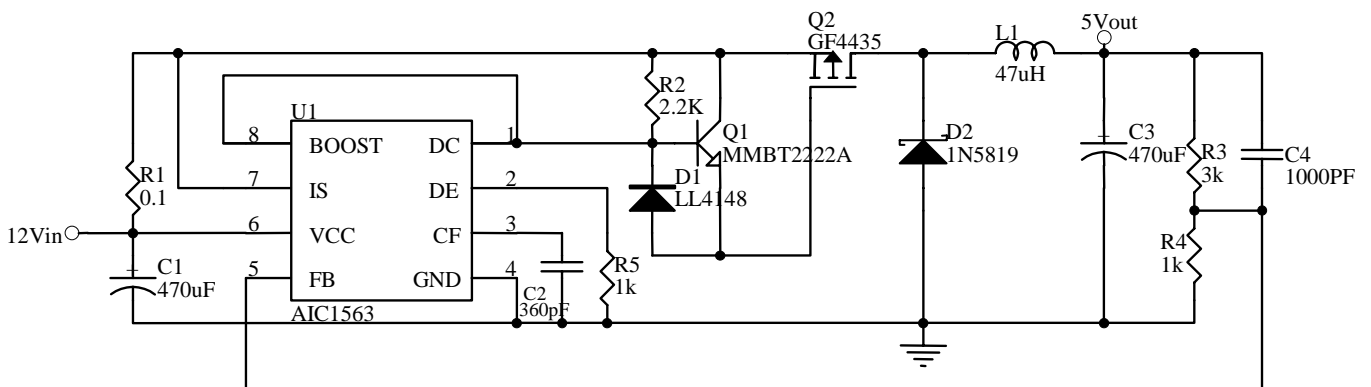 Q2
GF4435
5Vout
L1
47uH
R2
2.2K
U1
8 BOOST DC 1
Q1
MMBT2222A
D2
1N5819
C3
470uF
R3
3k
C4
1000PF
R1
0.1
7 IS DE 2
D1
LL4148
12Vin
6 VCC CF 3
R4
1k
C1
470uF
5 FB GND 4
R5
1k
C2
360pF
AIC1563